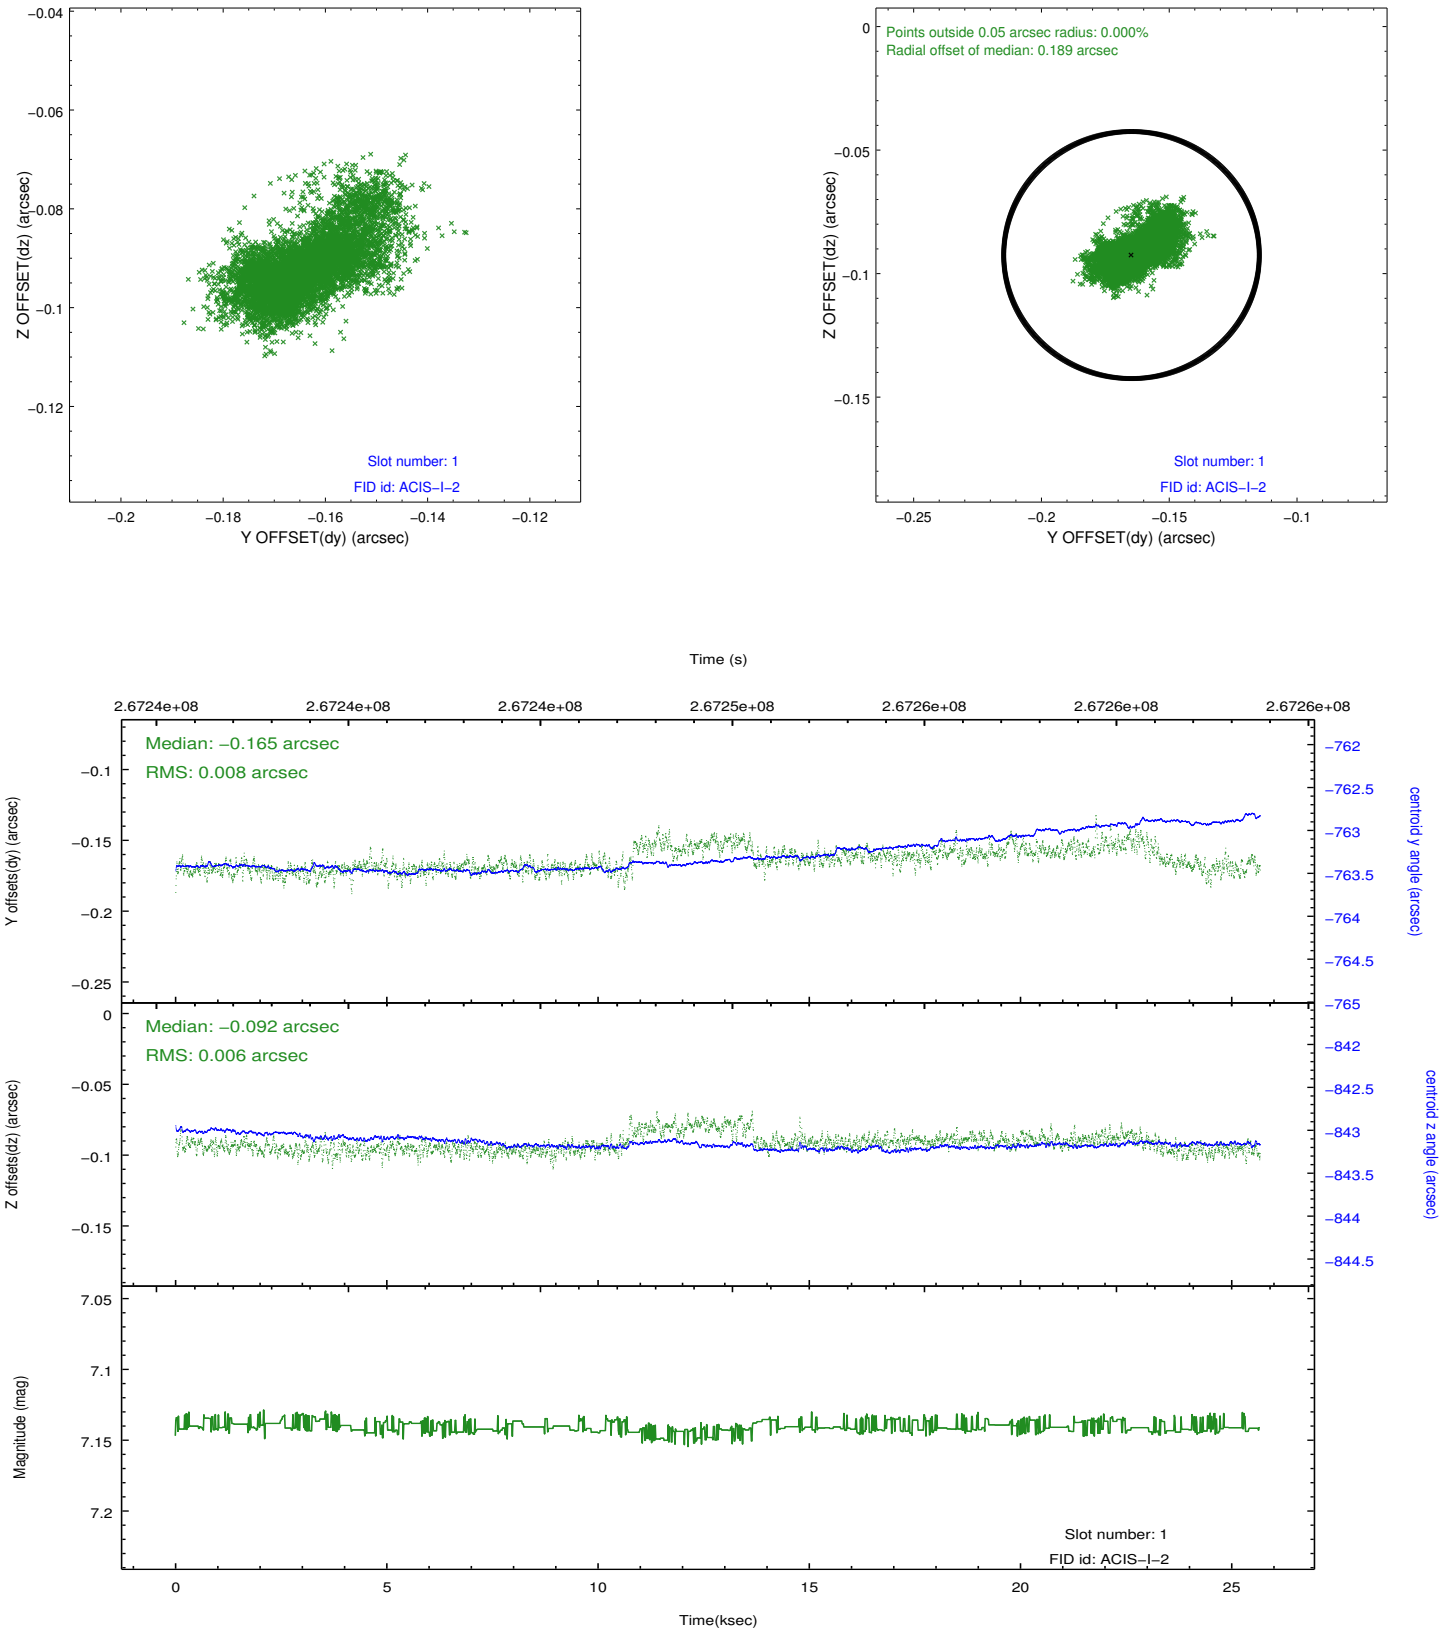 −0.04
−0.06
−0.08
−0.1
−0.12
Z OFFSET(dz) (arcsec)
Slot number: 1
FID id: ACIS−I−2
−0.2
−0.18
−0.16
−0.14
−0.12
Y OFFSET(dy) (arcsec)
Points outside 0.05 arcsec radius: 0.000%
Radial offset of median: 0.189 arcsec
0
−0.05
−0.1
−0.15
Z OFFSET(dz) (arcsec)
Slot number: 1
FID id: ACIS−I−2
−0.25
−0.2
−0.15
−0.1
Y OFFSET(dy) (arcsec)
Time (s)
2.6724e+08
2.6724e+08
2.6724e+08
2.6725e+08
2.6726e+08
2.6726e+08
2.6726e+08
Median: −0.165 arcsec
RMS: 0.008 arcsec
−0.1
−0.15
−0.2
−0.25
Y offsets(dy) (arcsec)
−762
−762.5
−763
−763.5
−764
−764.5
−765
centroid y angle (arcsec)
Median: −0.092 arcsec
RMS: 0.006 arcsec
0
−0.05
−0.1
−0.15
Z offsets(dz) (arcsec)
−842
−842.5
−843
−843.5
−844
−844.5
centroid z angle (arcsec)
7.05
7.1
7.15
7.2
Magnitude (mag)
Slot number: 1
FID id: ACIS−I−2
0
5
10
15
20
25
Time(ksec)